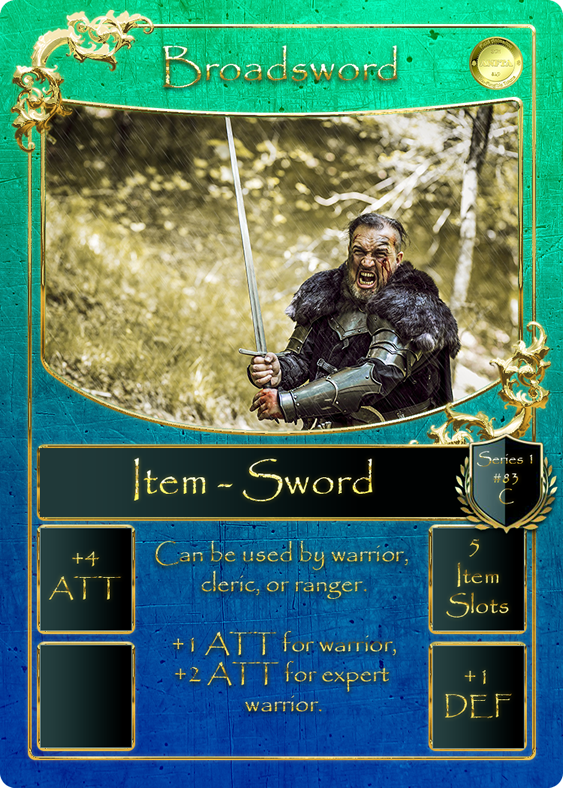 Broadsword
Item - Sword
Series 1
#83
C
+4
ATT
Can be used by warrior,
cleric, or ranger.
5
Item
Slots
+1 ATT for warrior,
+2 ATT for expert
warrior.
+1
DEF